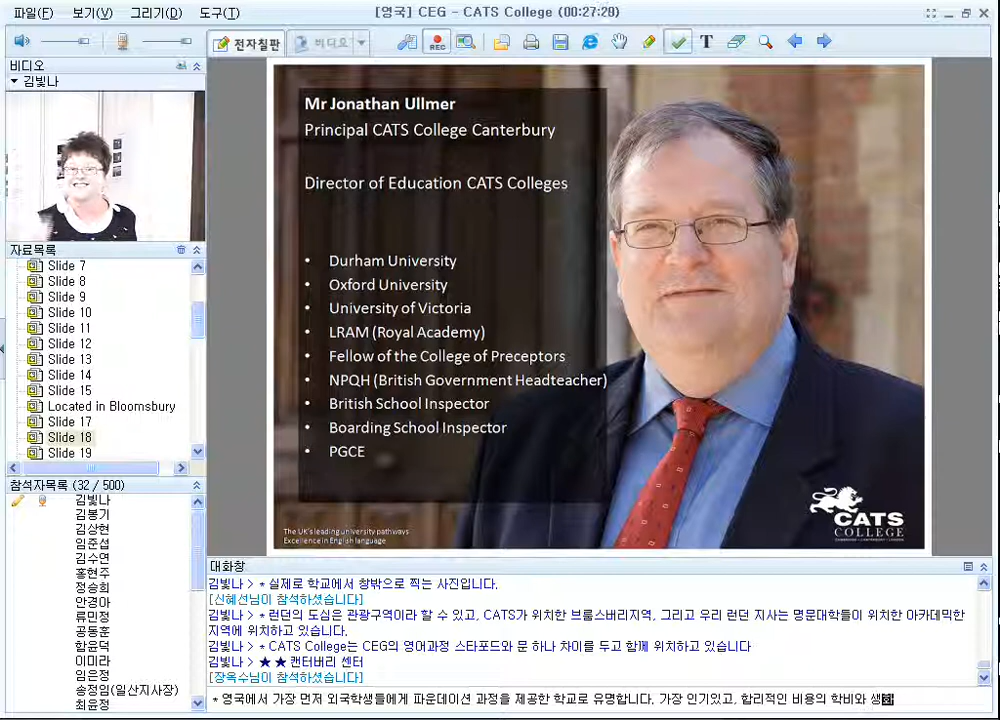 파일(F) 보기(V) 그리기(D) 도구(T) [영국] CEG - CATS College (00:27:29)
REC
전자칠판 비디오 T
비디오
김빛나
자료목록
Slide 7
Slide 8
Slide 9
Slide 10
Slide 11
Slide 12
Slide 13
Slide 14
Slide 15
Located in Bloomsbury
Slide 17
Slide 18
Slide 19
참석자목록 (32 / 500)
김빛나
김봉기
김상현
김준섭
김수연
홍현주
정승희
안경아
류미정
공동훈
함윤덕
이미라
임은정
송정임(일산지사장)
최윤정
Mr Jonathan Ullmer
Principal CATS College Canterbury
Director of Education CATS Colleges
• Durham University
• Oxford University
• University of Victoria
• LRAM (Royal Academy)
• Fellow of the College of Preceptors
• NPQH (British Government Headteacher)
• British School Inspector
• Boarding School Inspector
• PGCE
The UK's leading university pathways
Excellence in English language
CATS
COLLEGE
대화창
김빛나 > * 실제로 학교에서 창밖으로 찍는 사진입니다.
[신혜선님이 참석하셨습니다]
김빛나 > * 런던의 도심은 관광구역이라 할 수 있고, CATS가 위치한 브룸스버리지역, 그리고 우리 런던 지사는 명문대학들이 위치한 아카데믹한
지역에 위치하고 있습니다.
김빛나 > * CATS College는 CEG의 영어과정 스타포드와 문 하나 차이를 두고 함께 위치하고 있습니다
김빛나 > ★ ★ 캔터버리 센터
[장옥수님이 참석하셨습니다]
* 영국에서 가장 먼저 외국학생들에게 파운데이션 과정을 제공한 학교로 유명합니다. 가장 인기있고, 합리적인 비용의 학비와 생활